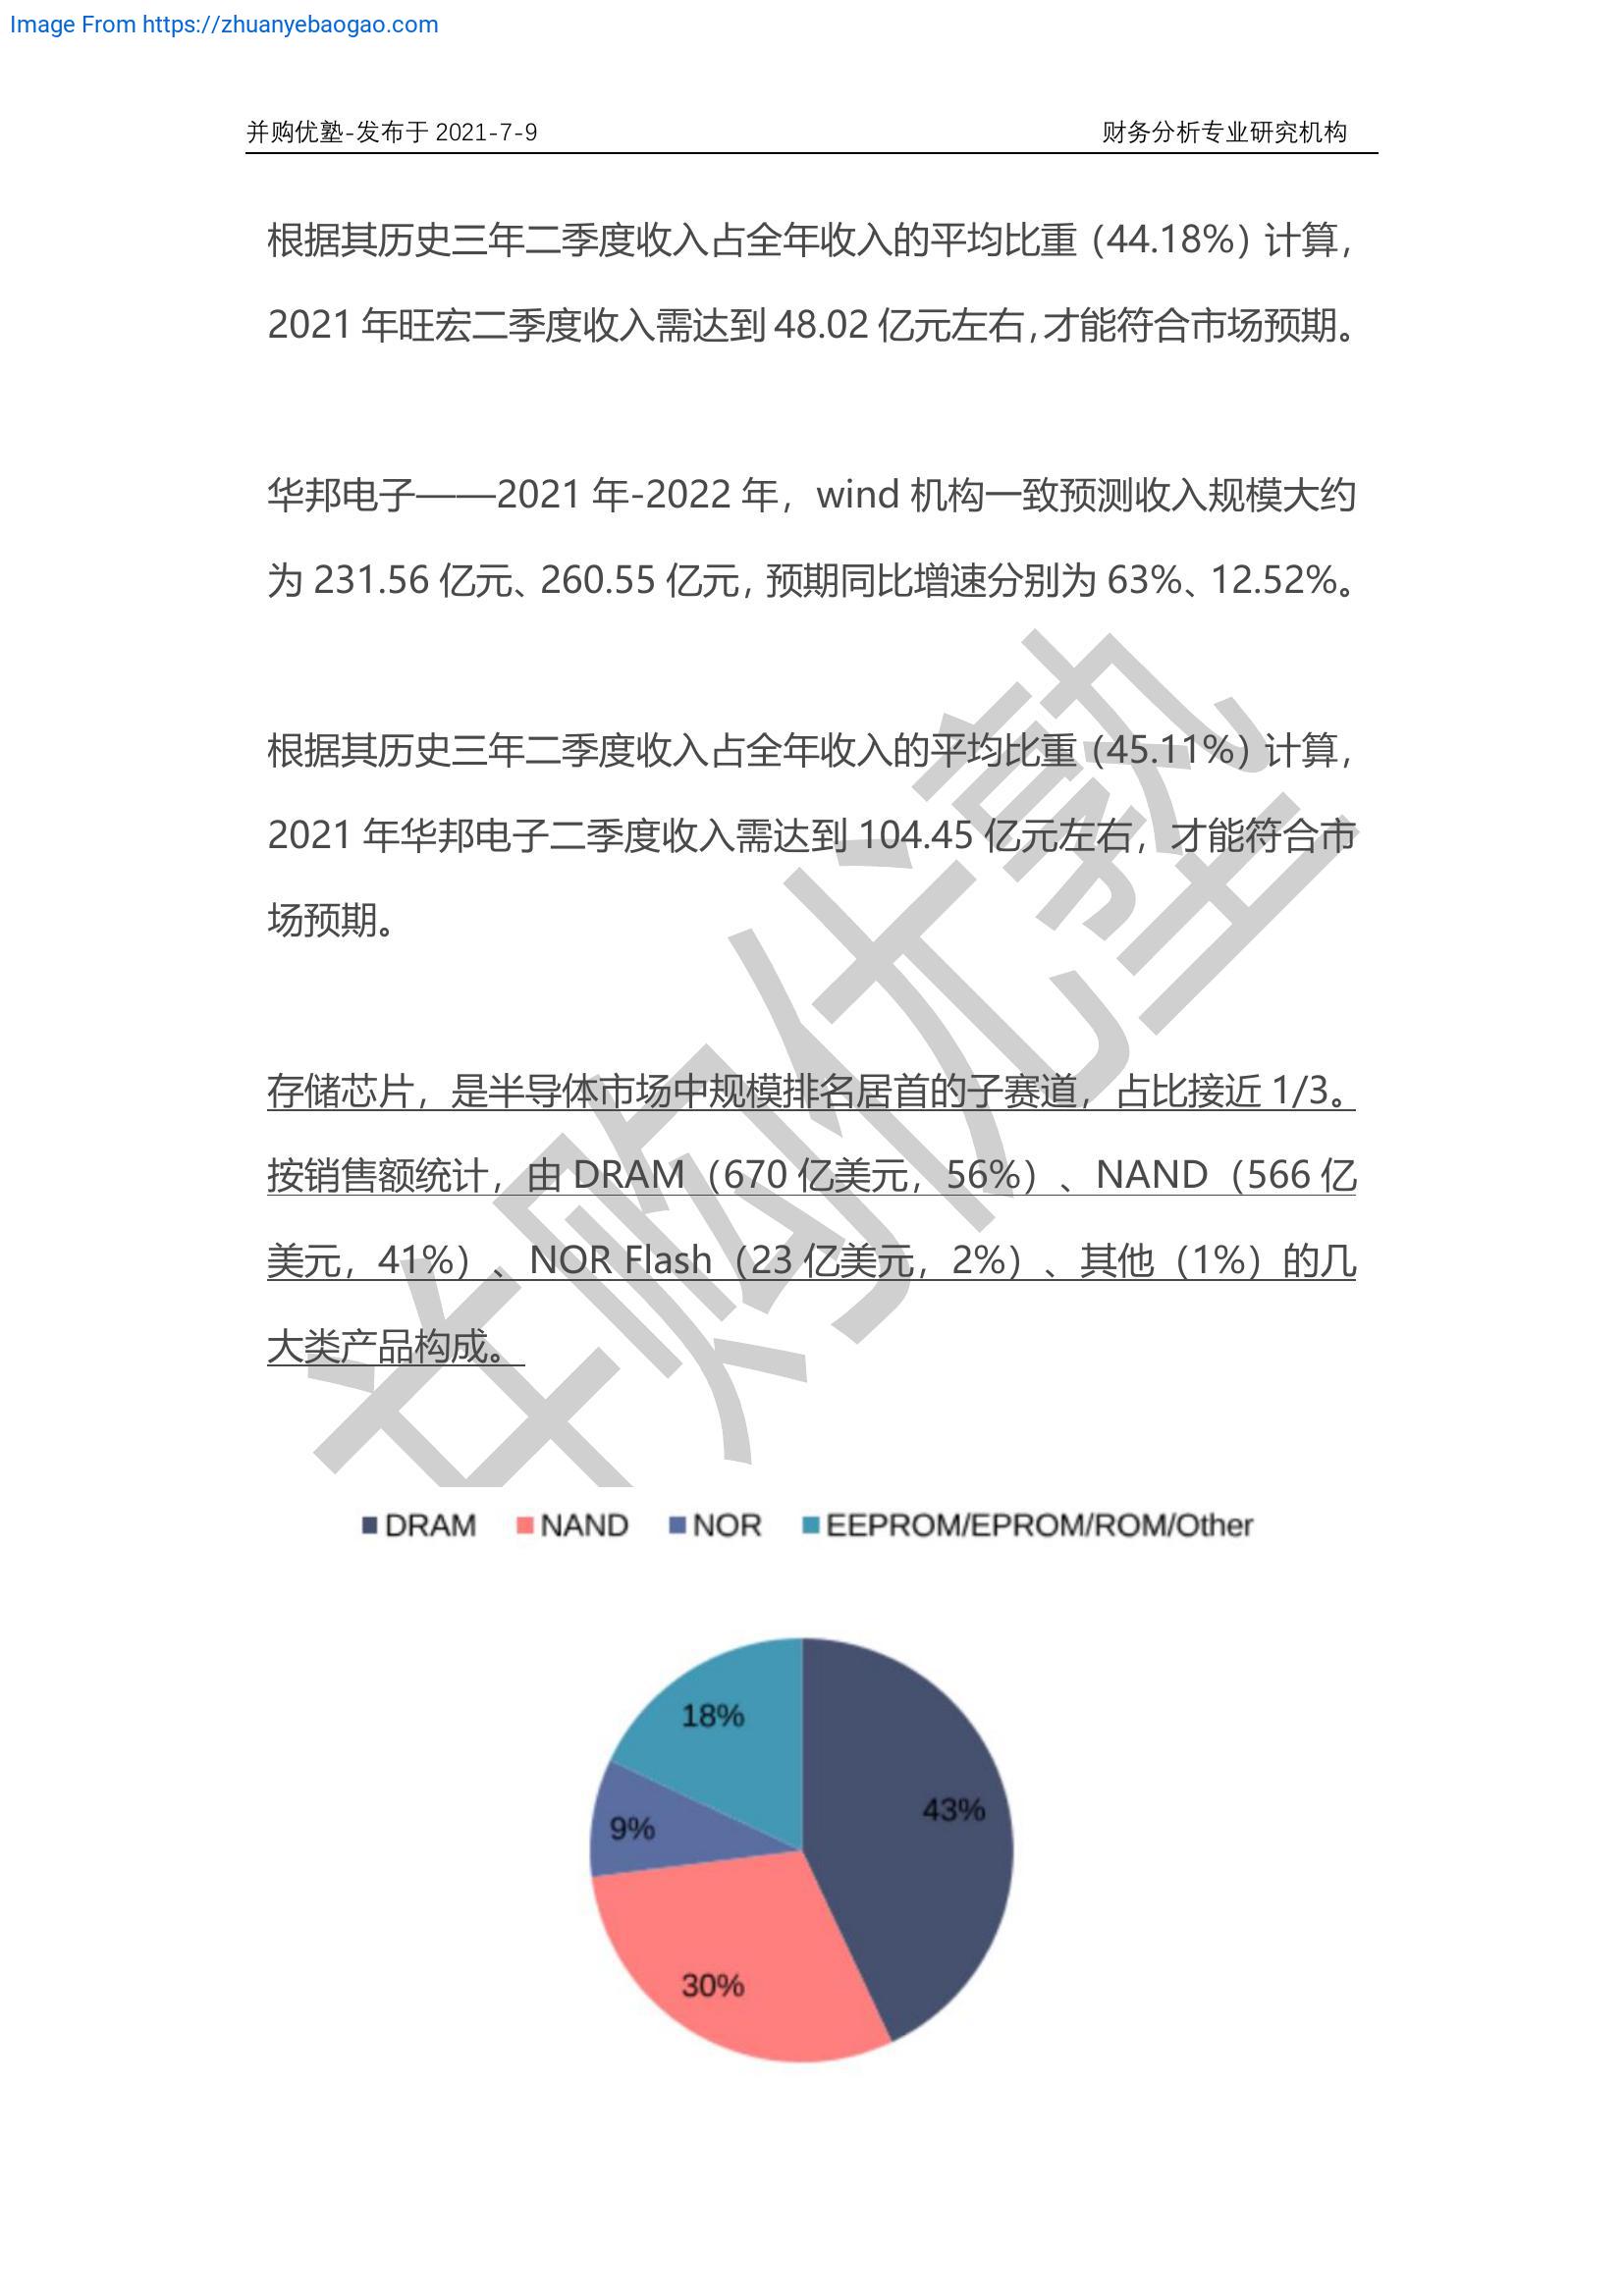 Image From https://zhuanyebaogao.com
并购优塾-发布于 2021-7-9 财务分析专业研究机构
根据其历史三年二季度收入占全年收入的平均比重（44.18%）计算，
2021 年旺宏二季度收入需达到 48.02 亿元左右，才能符合市场预期。
华邦电子——2021 年-2022 年，wind 机构一致预测收入规模大约
为 231.56 亿元、260.55 亿元，预期同比增速分别为 63%、12.52%。
根据其历史三年二季度收入占全年收入的平均比重（45.11%）计算，
2021 年华邦电子二季度收入需达到 104.45 亿元左右，才能符合市
场预期。
存储芯片，是半导体市场中规模排名居首的子赛道，占比接近 1/3。
按销售额统计，由 DRAM（670 亿美元，56%）、NAND（566 亿
美元，41%）、NOR Flash（23 亿美元，2%）、其他（1%）的几
大类产品构成。
并购优塾
DRAM NAND NOR EEPROM/EPROM/ROM/Other
18%
43%
9%
30%